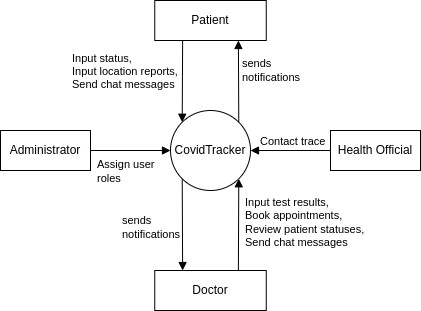 Patient
Input status,
Input location reports,
Send chat messages
sends
notifications
Administrator
CovidTracker
Contact trace
Health Official
Assign user
roles
sends
notifications
Input test results,
Book appointments,
Review patient statuses,
Send chat messages
Doctor